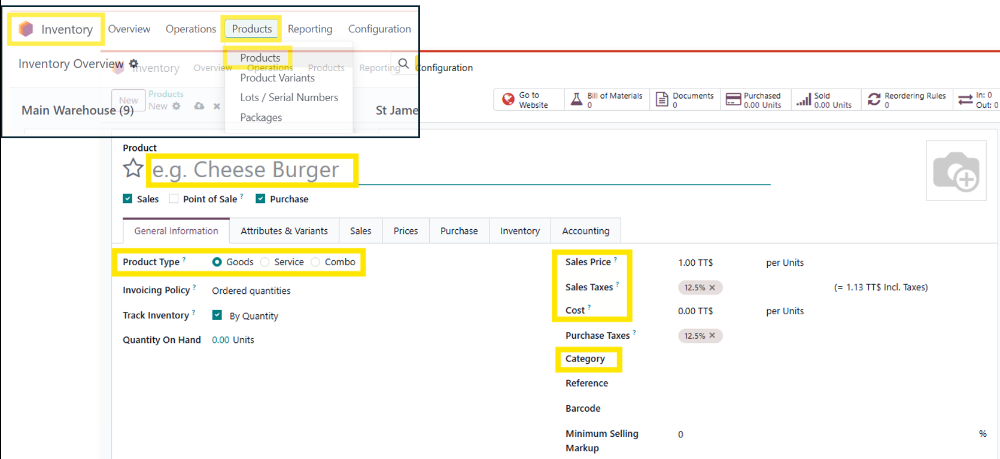 Inventory Overview Operations Products Reporting Configuration
Inventory Overview
Products
Product Variants
Lots / Serial Numbers
Packages
Main Warehouse (9)
St Jame
Inventory Overview Operations Products Reporting Configuration
New
Products
New
Go to Website
Bill of Materials 0
Documents 0
Purchased 0.00 Units
Sold 0.00 Units
Reordering Rules 0
In: 0
Out: 0
Product
e.g. Cheese Burger
Sales Point of Sale ? Purchase
General Information Attributes & Variants Sales Prices Purchase Inventory Accounting
Product Type ? Goods Service Combo
Invoicing Policy ? Ordered quantities
Track Inventory ? By Quantity
Quantity On Hand 0.00 Units
Sales Price ? 1.00 TT$ per Units
Sales Taxes ? 12.5% × (= 1.13 TT$ Incl. Taxes)
Cost ? 0.00 TT$ per Units
Purchase Taxes ? 12.5% ×
Category
Reference
Barcode
Minimum Selling Markup 0 %